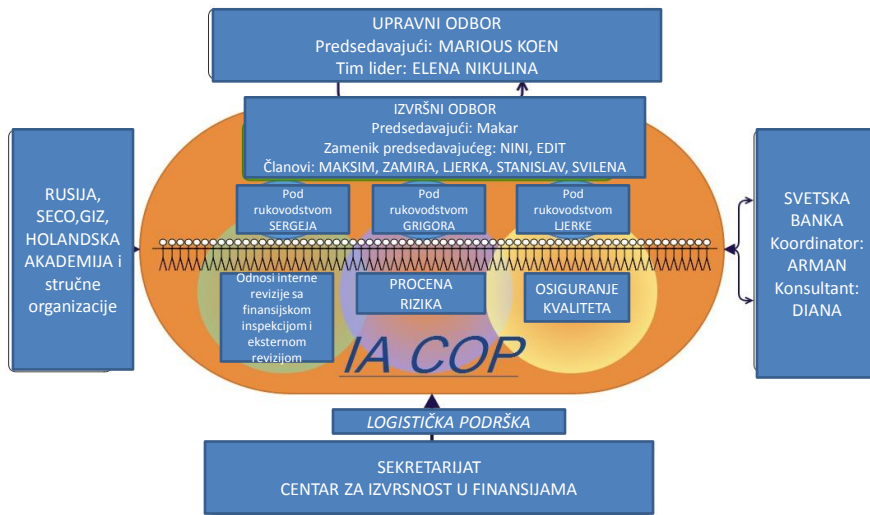 UPRAVNI ODBOR
Predsedavajući: MARIOUS KOEN
Tim lider: ELENA NIKULINA
IZVRŠNI ODBOR
Predsedavajući: Makar
Zamenik predsedavajućeg: NINI, EDIT
Članovi: MAKSIM, ZAMIRA, LJERKA, STANISLAV, SVILENA
RUSIJA,
SECO,GIZ,
HOLANDSKA
AKADEMIJA i
stručne
organizacije
Pod
rukovodstvom
SERGEJA
Pod
rukovodstvom
GRIGORA
Pod
rukovodstvom
LJERKE
SVETSKA
BANKA
Koordinator:
ARMAN
Konsultant:
DIANA
Odnosi interne
revizije sa
finansijskom
inspekcijom i
eksternom
revizijom
PROCENA
RIZIKA
OSIGURANJE
KVALITETA
IA COP
LOGISTIČKA PODRŠKA
SEKRETARIJAT
CENTAR ZA IZVRSNOST U FINANSIJAMA